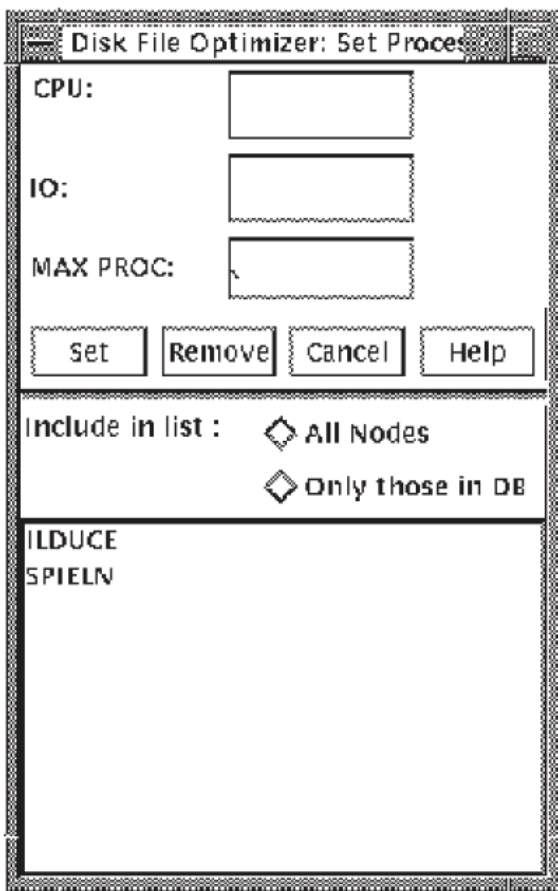 Disk File Optimizer: Set Proces
CPU:
IO:
MAX PROC:
Set Remove Cancel Help
Include in list :
All Nodes
Only those in DB
ILDUCE
SPIELN